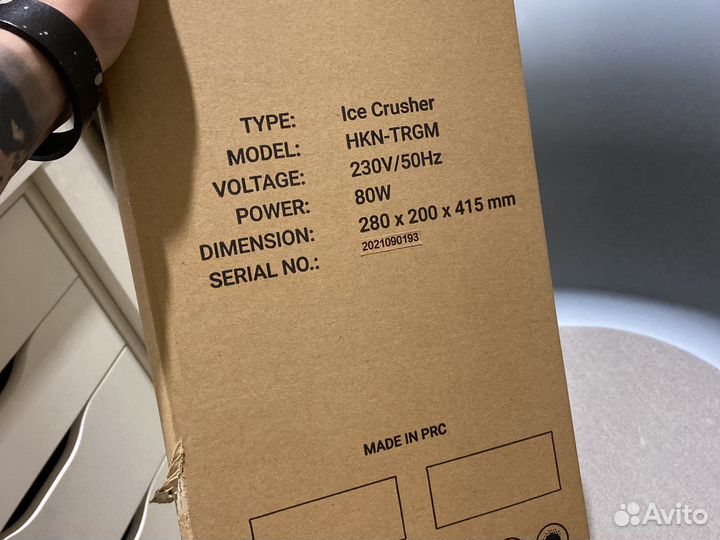 TYPE: Ice Crusher
MODEL: HKN-TRGM
VOLTAGE: 230V/50Hz
POWER: 80W
DIMENSION: 280 x 200 x 415 mm
SERIAL NO.: 2021090193
MADE IN PRC
Avito